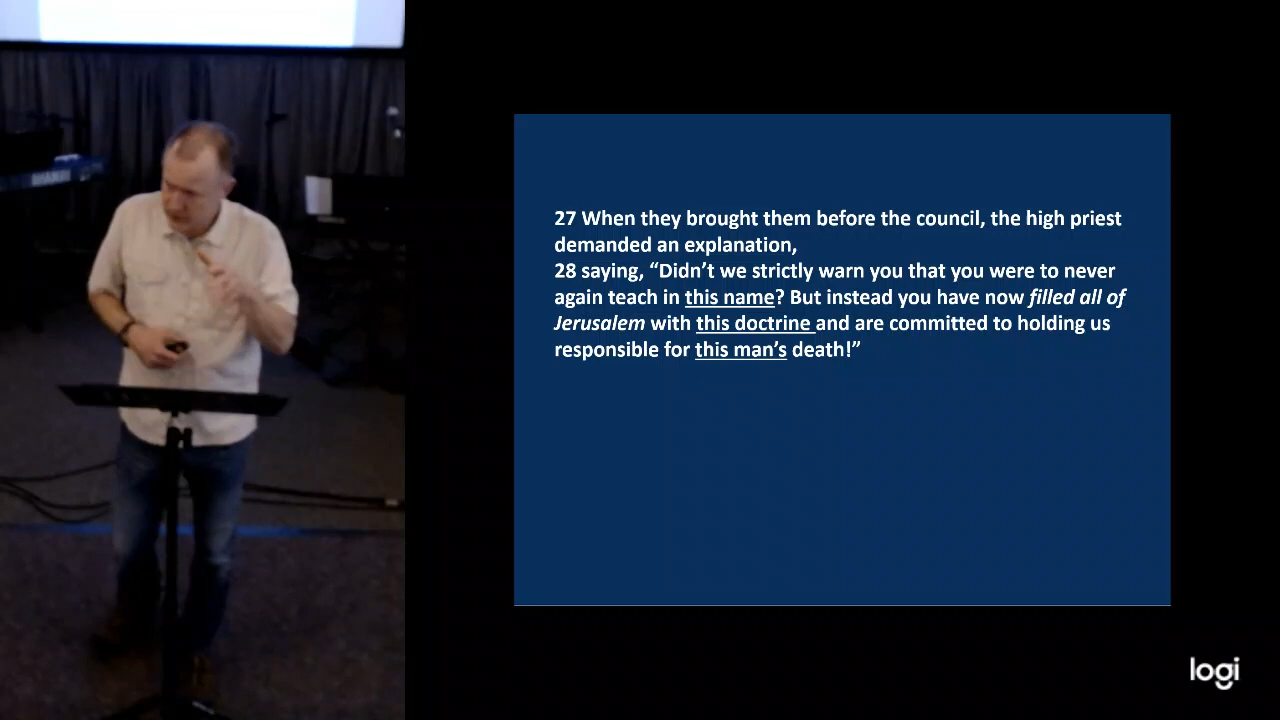 27 When they brought them before the council, the high priest
demanded an explanation,
28 saying, “Didn’t we strictly warn you that you were to never
again teach in this name? But instead you have now filled all of
Jerusalem with this doctrine and are committed to holding us
responsible for this man’s death!”
logi